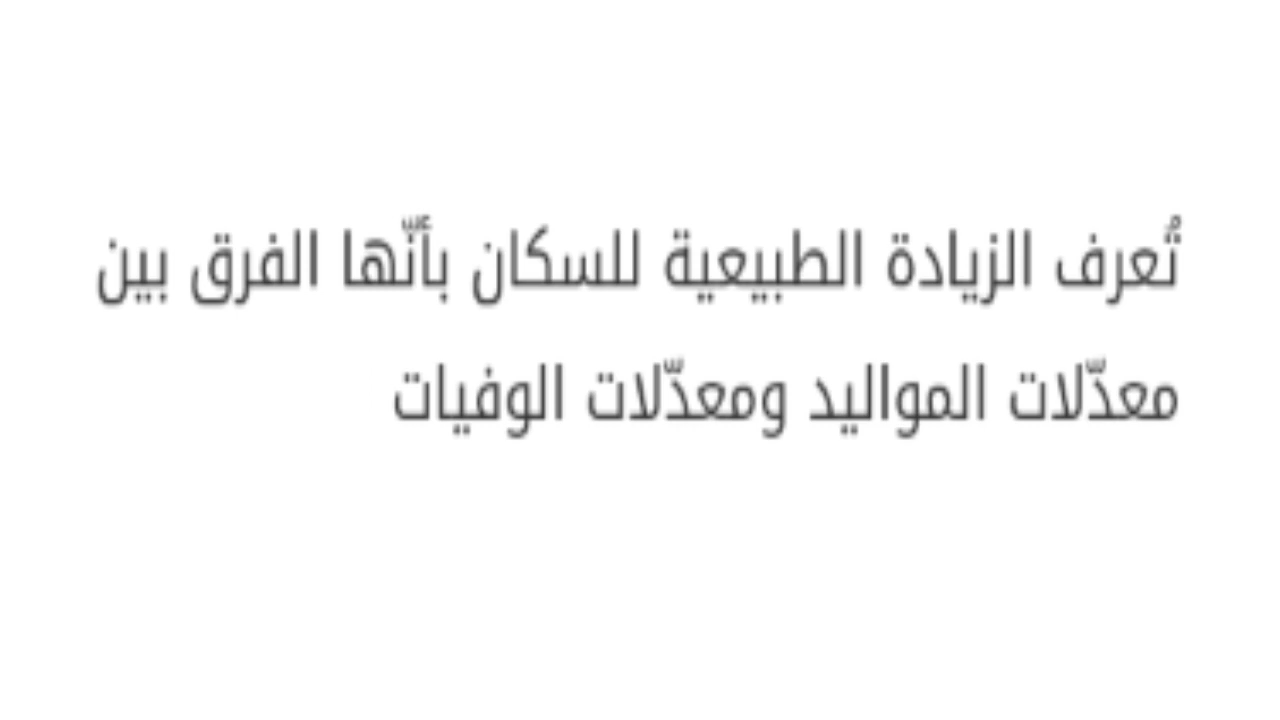 تُعرف الزيادة الطبيعية للسكان بأنّها الفرق بين
معدّلات المواليد ومعدّلات الوفيات